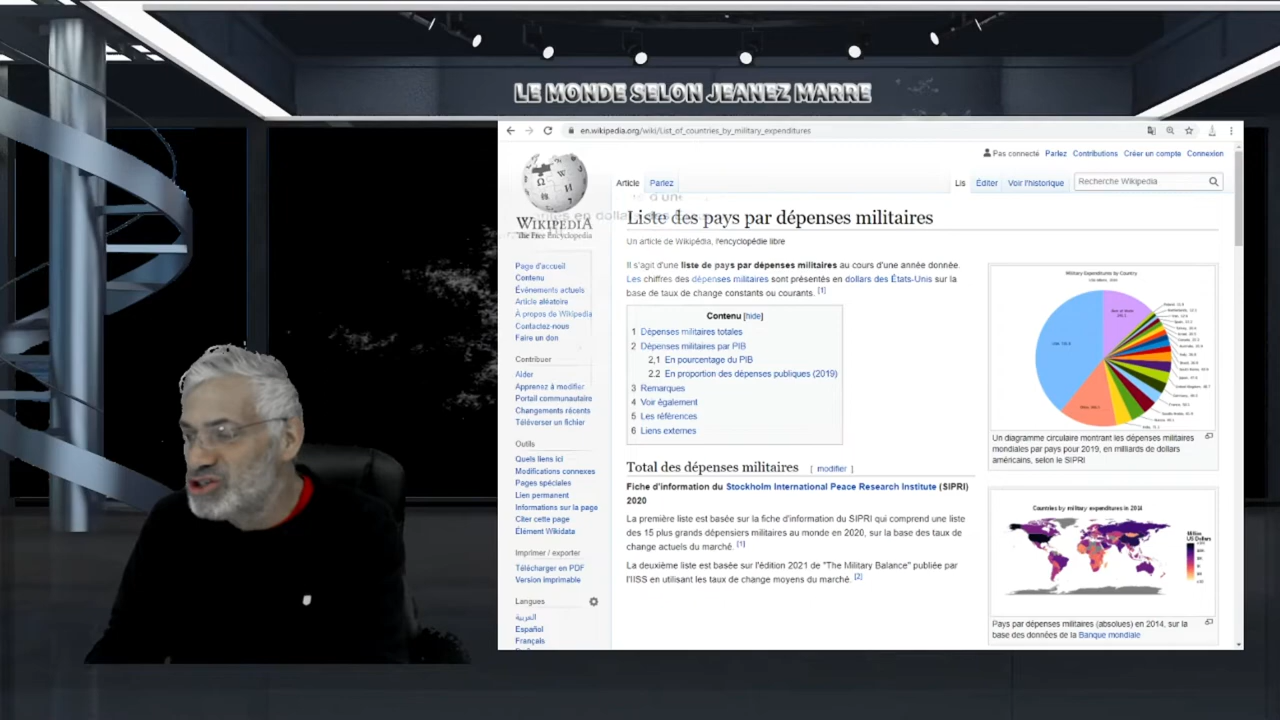 LE MONDE SELON JEANEZ MARRE
en.wikipedia.org/wiki/List_of_countries_by_military_expenditures
Pas connecté Parlez Contributions Créer un compte Connexion
Article Parlez Lis Éditer Voir l'historique Recherche Wikipedia
WIKIPEDIA
The Free Encyclopedia
Page d'accueil
Contenu
Événements actuels
Article aléatoire
À propos de Wikipedia
Contactez-nous
Faire un don
Contribuer
Aider
Apprenez à modifier
Portail communautaire
Changements récents
Téléverser un fichier
Outils
Quels liens ici
Modifications connexes
Pages spéciales
Lien permanent
Informations sur la page
Citer cette page
Élément Wikidata
Imprimer / exporter
Télécharger en PDF
Version imprimable
Langues
العربية
Español
Français
Liste des pays par dépenses militaires
Un article de Wikipédia, l'encyclopédie libre
Il s'agit d'une liste de pays par dépenses militaires au cours d'une année donnée.
Les chiffres des dépenses militaires sont présentés en dollars des États-Unis sur la
base de taux de change constants ou courants. [1]
Contenu [hide]
1 Dépenses militaires totales
2 Dépenses militaires par PIB
2,1 En pourcentage du PIB
2.2 En proportion des dépenses publiques (2019)
3 Remarques
4 Voir également
5 Les références
6 Liens externes
Total des dépenses militaires [ modifier ]
Fiche d'information du Stockholm International Peace Research Institute (SIPRI)
2020
La première liste est basée sur la fiche d'information du SIPRI qui comprend une liste
des 15 plus grands dépensiers militaires au monde en 2020, sur la base des taux de
change actuels du marché. [1]
La deuxième liste est basée sur l'édition 2021 de "The Military Balance" publiée par
l'IISS en utilisant les taux de change moyens du marché. [2]
Military Expenditures by Country
Un diagramme circulaire montrant les dépenses militaires
mondiales par pays pour 2019, en milliards de dollars
américains, selon le SIPRI
Countries by military expenditures in 2014
Pays par dépenses militaires (absolues) en 2014, sur la
base des données de la Banque mondiale